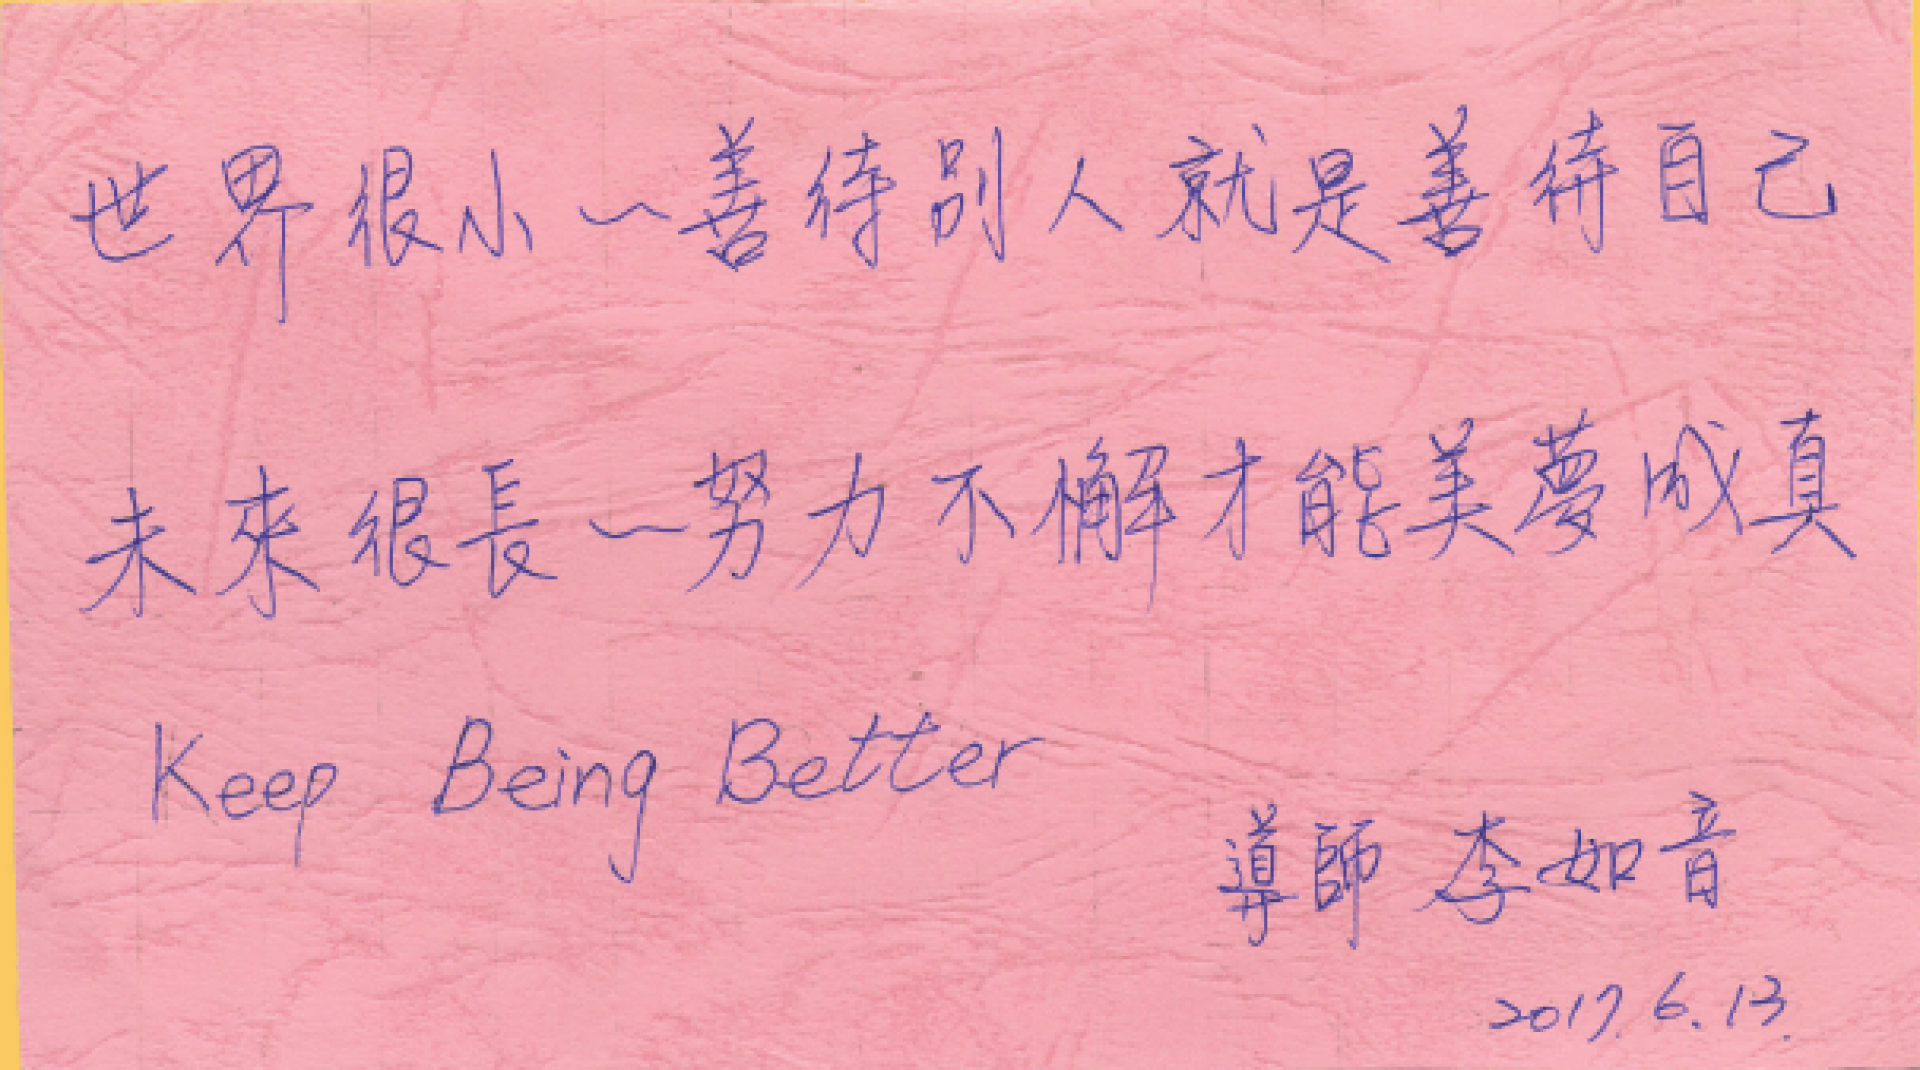 世界很小～善待別人就是善待自己
未來很長～努力不懈才能美夢成真
Keep Being Better
導師 李如音
2017.6.13.